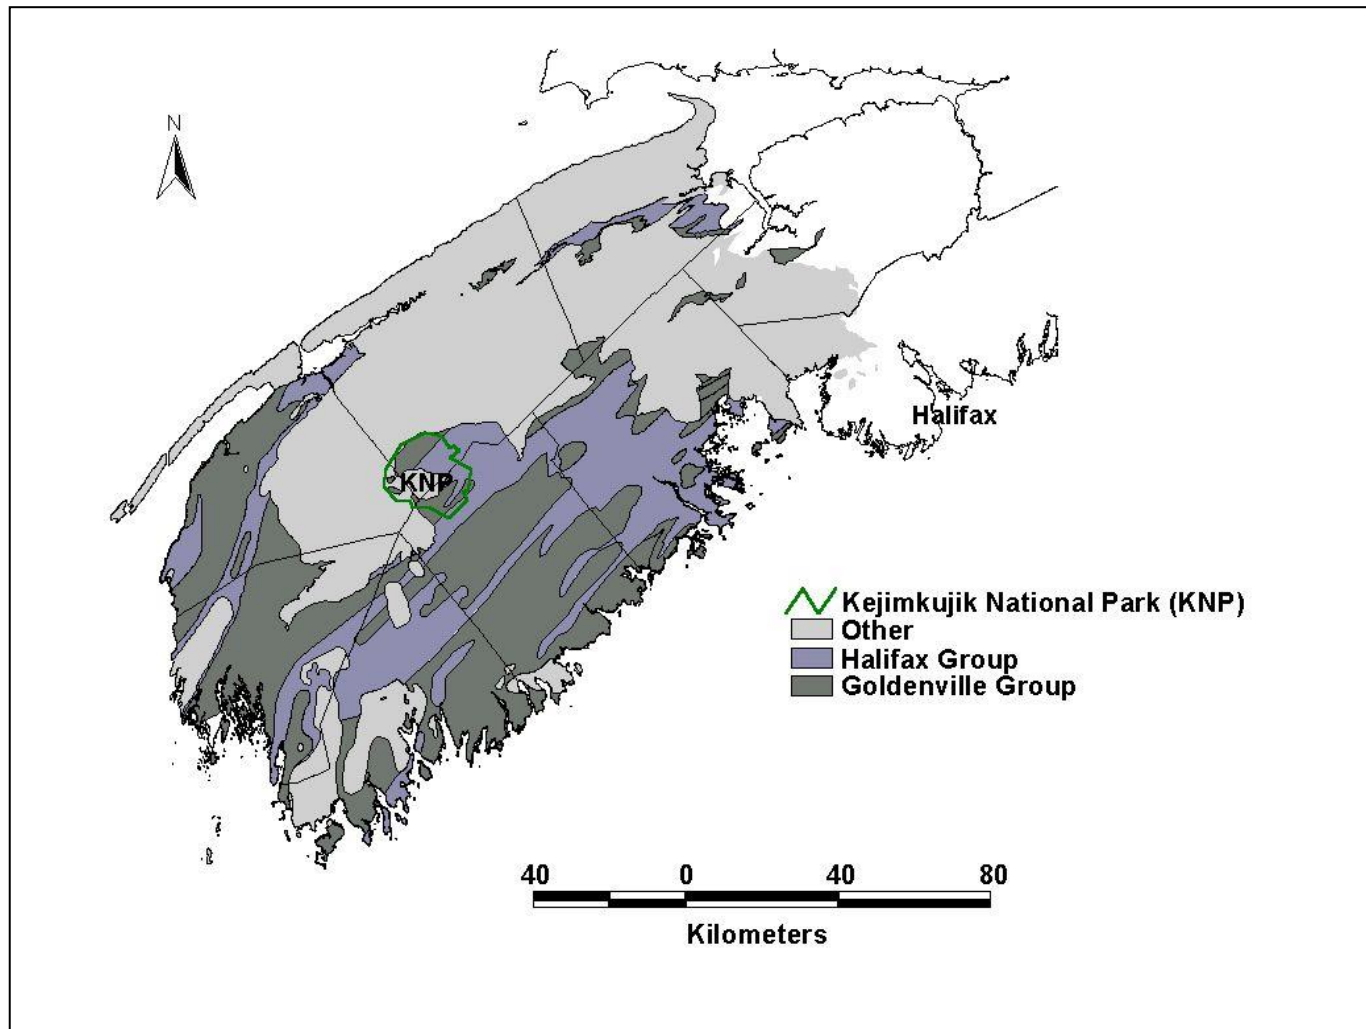 N
Halifax
KNP
Kejimkujik National Park (KNP)
Other
Halifax Group
Goldenville Group
40 0 40 80
Kilometers